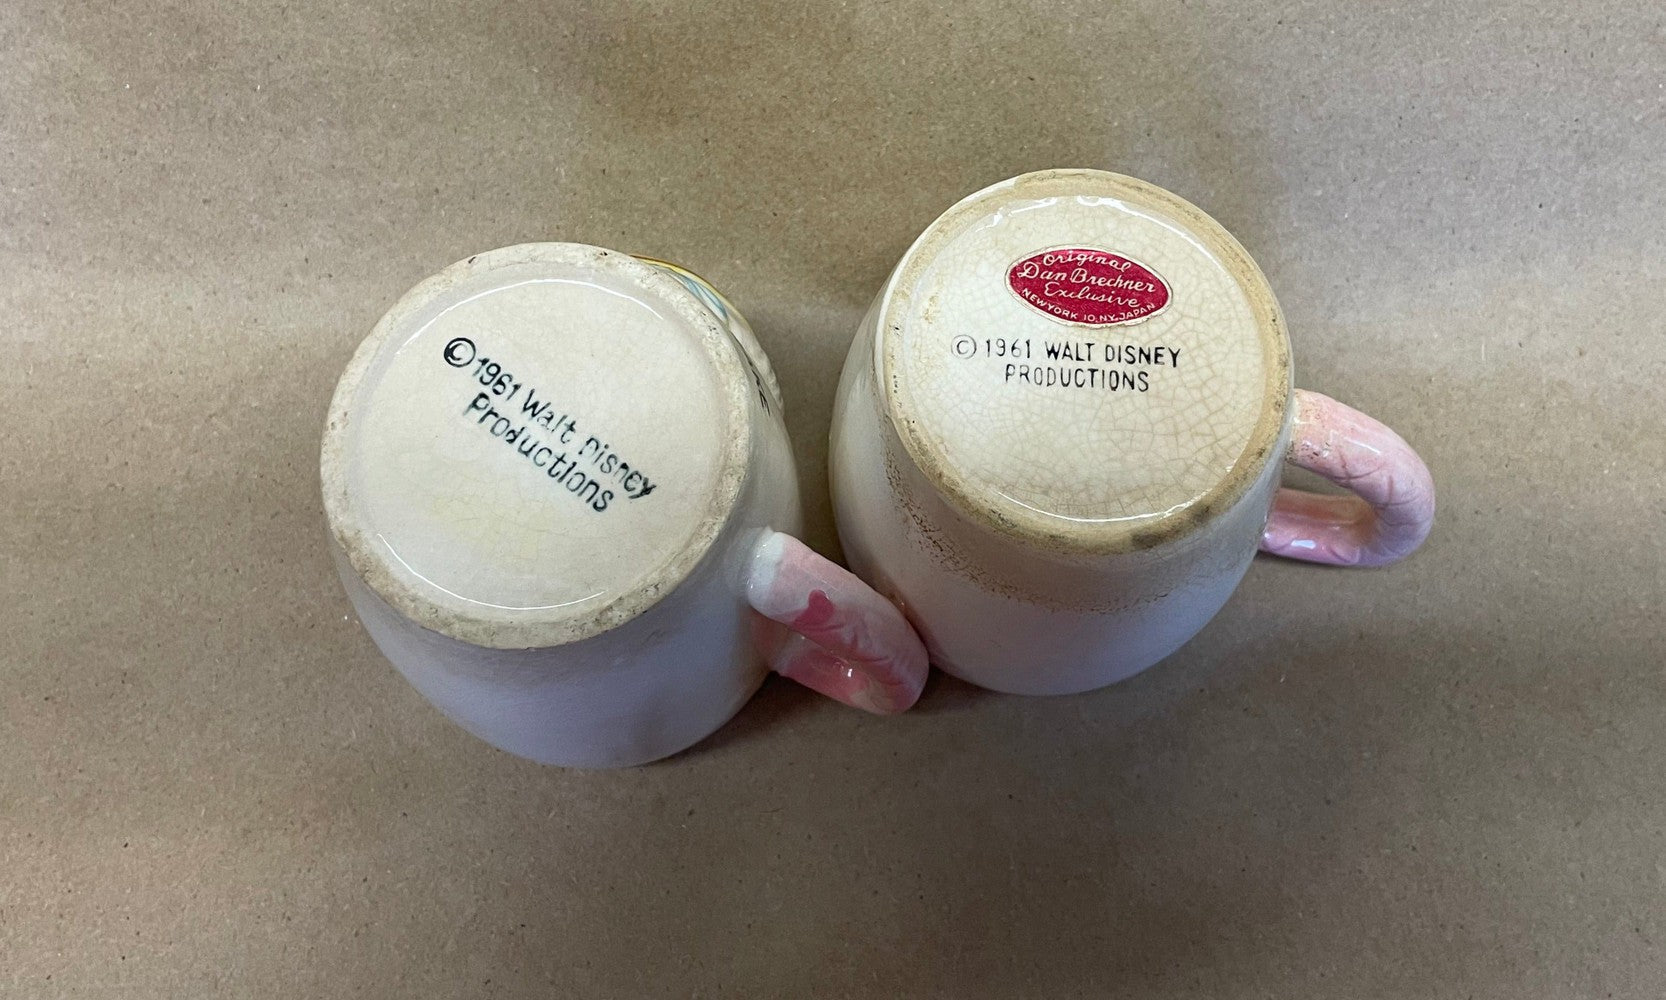 © 1961 Walt Disney
Productions
Original
Dan Brechner
Exclusive
NEW YORK 10, N.Y. JAPAN
© 1961 WALT DISNEY
PRODUCTIONS